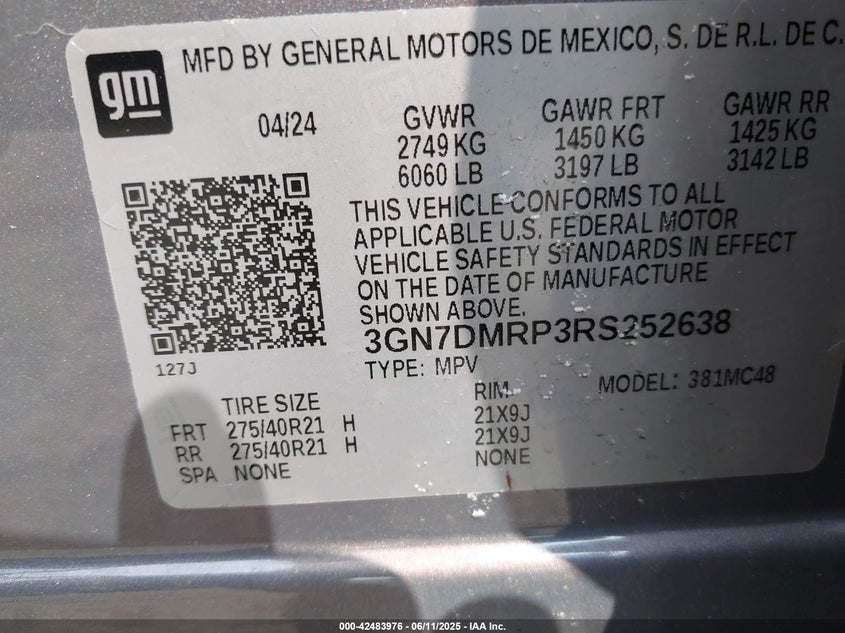 MFD BY GENERAL MOTORS DE MEXICO, S. DE R.L. DE C.
gm
04/24
GVWR GAWR FRT GAWR RR
2749 KG 1450 KG 1425 KG
6060 LB 3197 LB 3142 LB
THIS VEHICLE CONFORMS TO ALL
APPLICABLE U.S. FEDERAL MOTOR
VEHICLE SAFETY STANDARDS IN EFFECT
ON THE DATE OF MANUFACTURE
SHOWN ABOVE.
3GN7DMRP3RS252638
127J
TYPE: MPV MODEL: 381MC48
TIRE SIZE RIM
FRT 275/40R21 H 21X9J
RR 275/40R21 H 21X9J
SPA NONE NONE
000-42483976 - 06/11/2025 - IAA Inc.